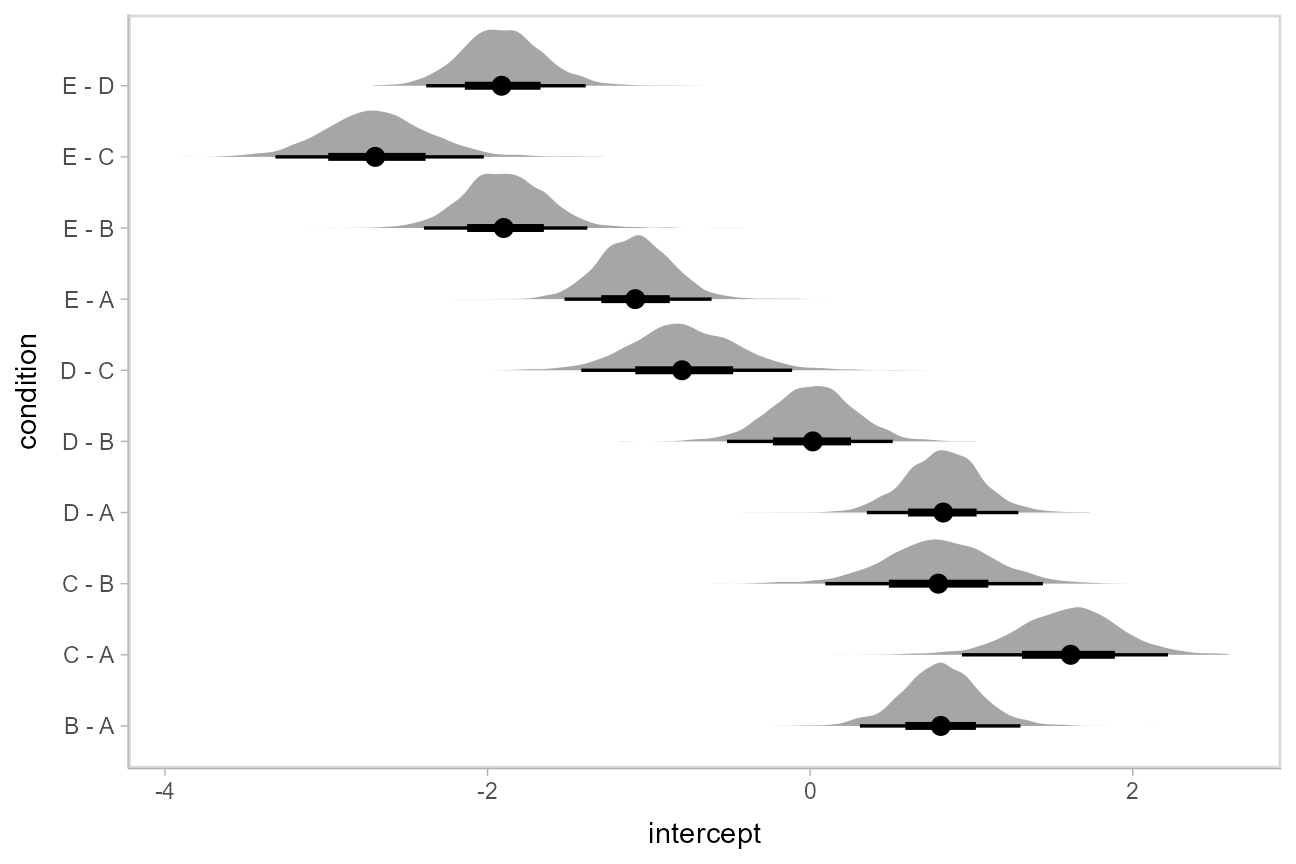 condition
E - D
E - C
E - B
E - A
D - C
D - B
D - A
C - B
C - A
B - A
-4 -2 0 2
intercept